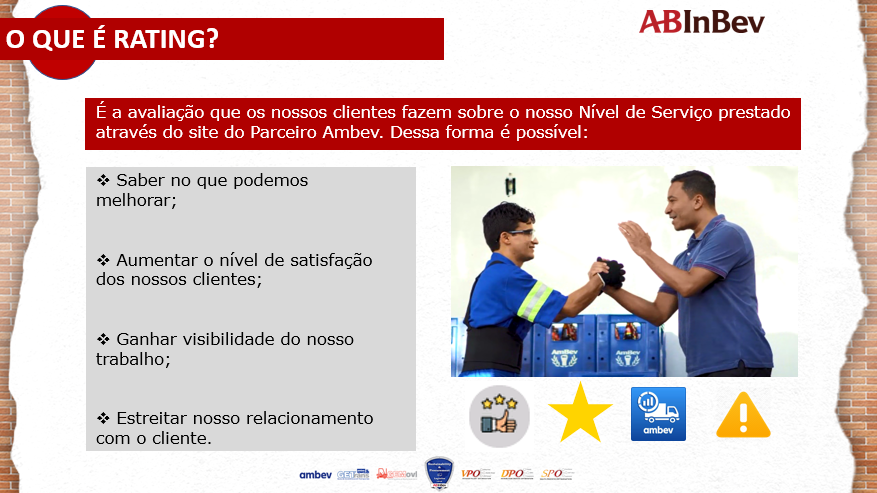 O QUE É RATING?
ABInBev
É a avaliação que os nossos clientes fazem sobre o nosso Nível de Serviço prestado
através do site do Parceiro Ambev. Dessa forma é possível:
❖ Saber no que podemos
melhorar;
❖ Aumentar o nível de satisfação
dos nossos clientes;
❖ Ganhar visibilidade do nosso
trabalho;
❖ Estreitar nosso relacionamento
com o cliente.
AmBev
AmBev
ambev
ambev
ABInBev
VPO
DPO
SPO